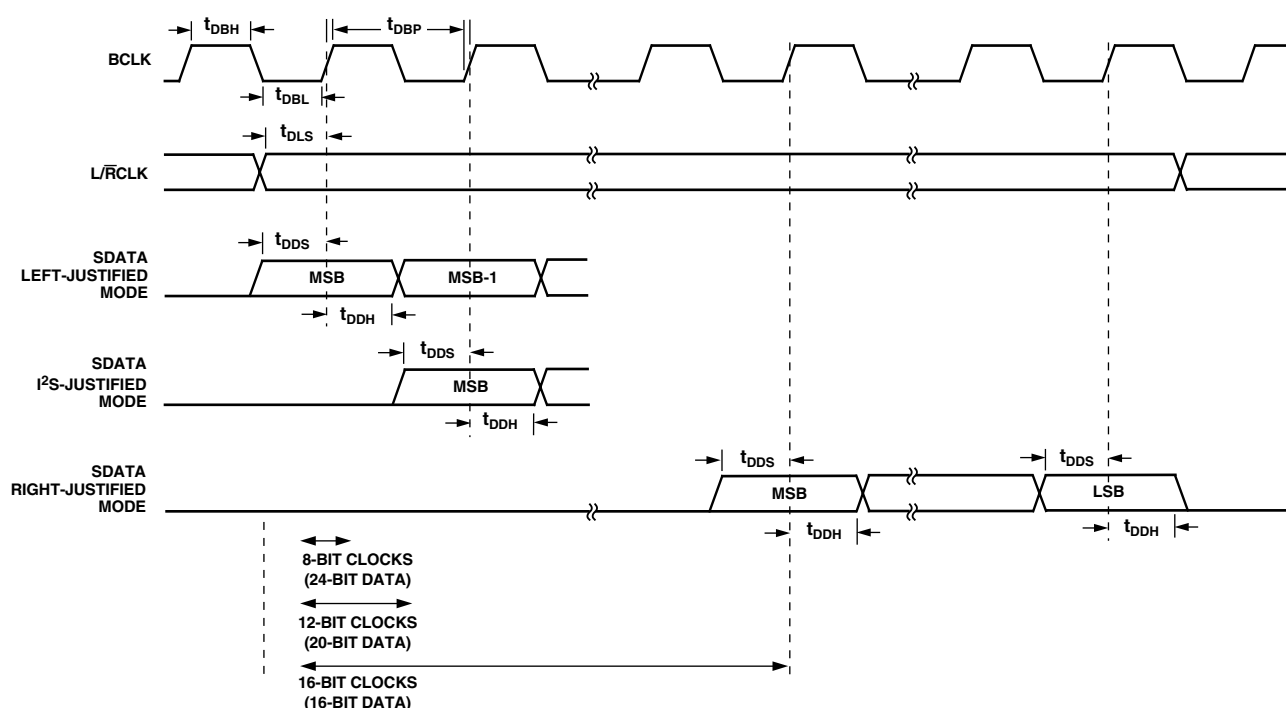 tDBH
tDBP
BCLK
tDBL
tDLS
L/R̅CLK
tDDS
SDATA
LEFT-JUSTIFIED
MODE
MSB
MSB-1
tDDH
SDATA
I²S-JUSTIFIED
MODE
tDDS
MSB
tDDH
SDATA
RIGHT-JUSTIFIED
MODE
tDDS
MSB
tDDH
tDDS
LSB
tDDH
8-BIT CLOCKS
(24-BIT DATA)
12-BIT CLOCKS
(20-BIT DATA)
16-BIT CLOCKS
(16-BIT DATA)